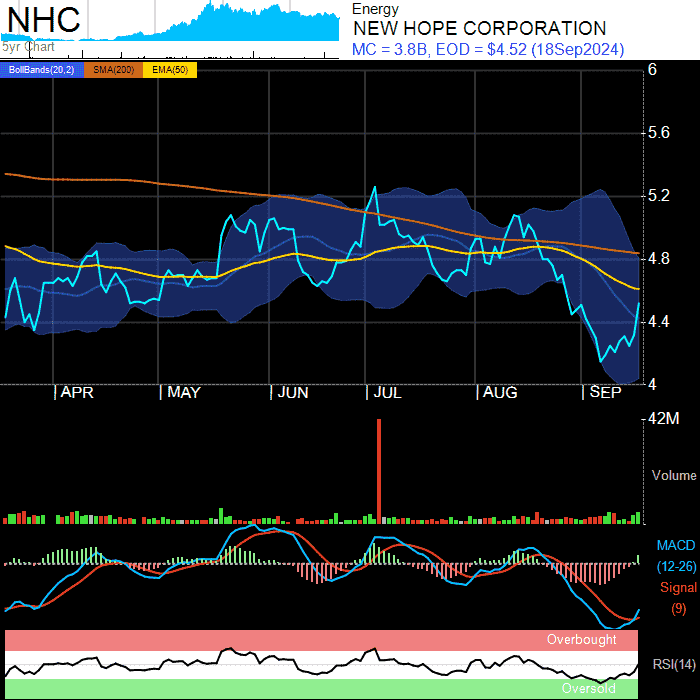 NHC
5yr Chart
Energy
NEW HOPE CORPORATION
MC = 3.8B, EOD = $4.52 (18Sep2024)
BollBands(20,2) SMA(200) EMA(50)
6
5.6
5.2
4.8
4.4
4
APR MAY JUN JUL AUG SEP
42M
Volume
MACD
(12-26)
Signal
(9)
Overbought
RSI(14)
Oversold